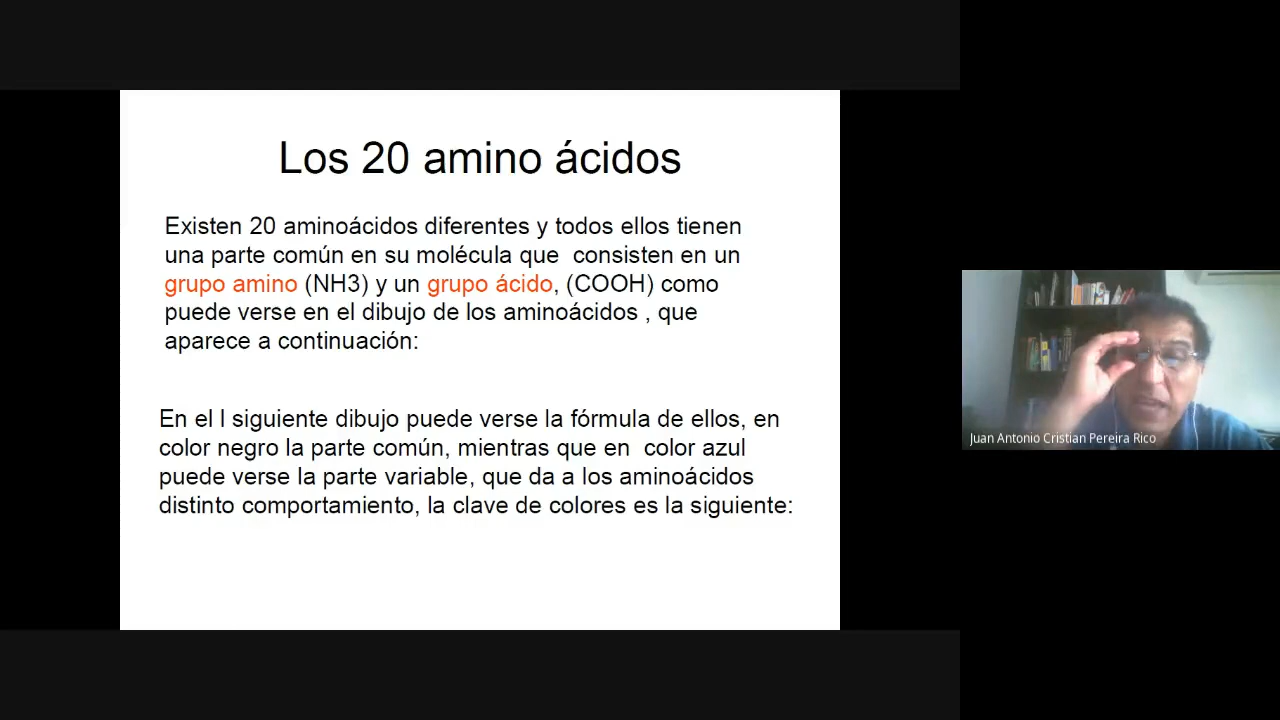 Los 20 amino ácidos
Existen 20 aminoácidos diferentes y todos ellos tienen
una parte común en su molécula que  consisten en un
grupo amino (NH3) y un grupo ácido, (COOH) como
puede verse en el dibujo de los aminoácidos , que
aparece a continuación:
En el l siguiente dibujo puede verse la fórmula de ellos, en
color negro la parte común, mientras que en  color azul
puede verse la parte variable, que da a los aminoácidos
distinto comportamiento, la clave de colores es la siguiente:
Juan Antonio Cristian Pereira Rico